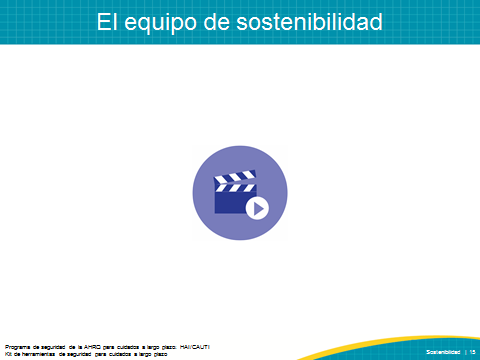 El equipo de sostenibilidad
Programa de seguridad de la AHRQ para cuidados a largo plazo: HAI/CAUTI
Kit de herramientas de seguridad para cuidados a largo plazo
Sostenibilidad | 15